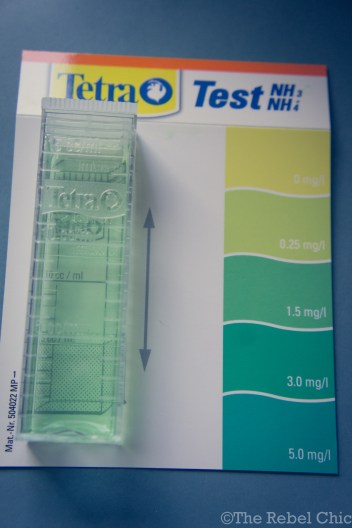 Tetra Test NH₃
NH₄⁺
Tetra
0 mg/l
0.25 mg/l
1.5 mg/l
3.0 mg/l
5.0 mg/l
Mat.-Nr. 504022 MP→
©The Rebel Chic